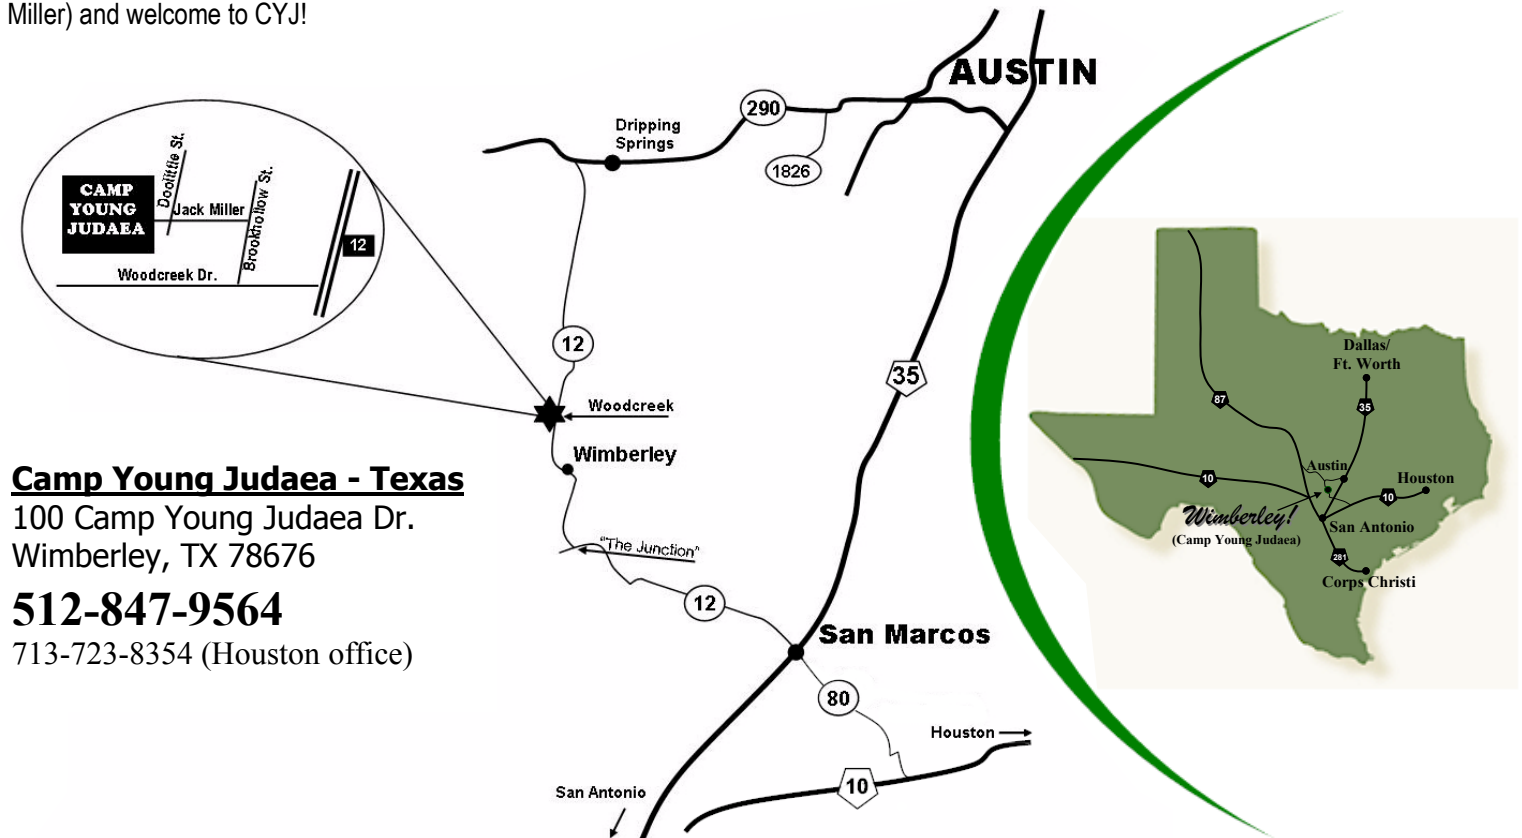 Miller) and welcome to CYJ!
AUSTIN
290
Dripping
Springs
1826
Doolittle St.
CAMP
YOUNG
JUDAEA
Jack Miller
Brookhollow St.
12
Woodcreek Dr.
12
35
Woodcreek
Wimberley
"The Junction"
12
San Marcos
80
Houston
10
San Antonio
Camp Young Judaea - Texas
100 Camp Young Judaea Dr.
Wimberley, TX 78676
512-847-9564
713-723-8354 (Houston office)
Dallas/
Ft. Worth
87
35
Austin
Houston
10
10
Wimberley!
(Camp Young Judaea)
San Antonio
281
Corps Christi